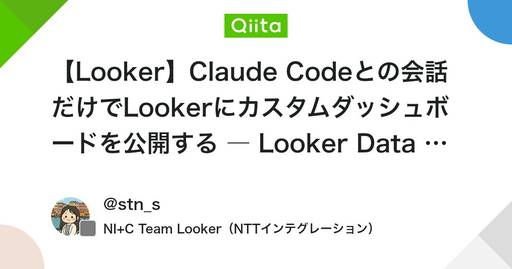 Qiita
【Looker】Claude Codeとの会話
だけでLookerにカスタムダッシュボ
ードを公開する ― Looker Data …
@stn_s
NI+C Team Looker（NTTインテグレーション）